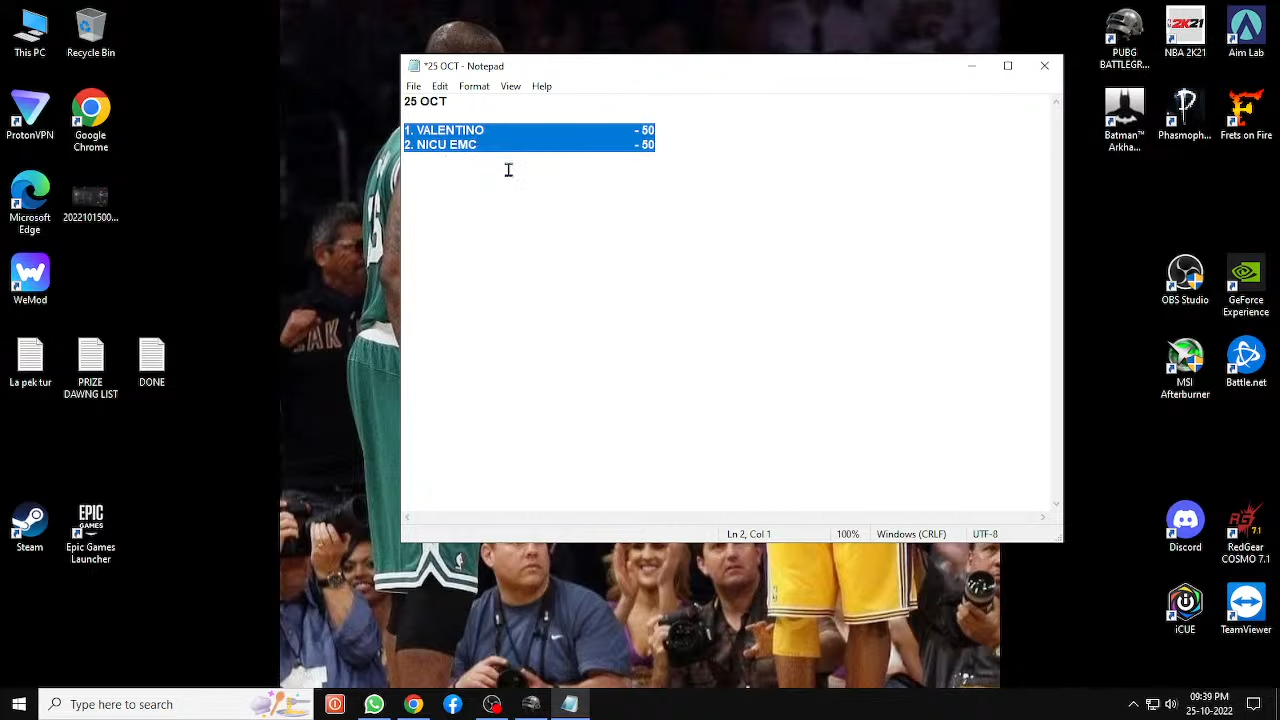 This PC
Recycle Bin
ProtonVPN
Google
Chrome
Microsoft
Edge
2022101500...
WeMod
La pek tur
PRIZE
DAWNG LIST
DONE
Steam
EPIC
GAMES
Epic Games
Launcher
*25 OCT - Notepad
File Edit Format View Help
25 OCT
1. VALENTINO - 50
2. NICU EMC - 50
Ln 2, Col 1 100% Windows (CRLF) UTF-8
PUBG
BATTLEGR...
NBA 2K21
Aim Lab
Batman™
Arkha...
Phasmoph...
Frets on Fire
OBS Studio
GeForce
Experience
MSI
Afterburner
Battle.net
Discord
7.1
RedGear
COSMO 7.1
iCUE
TeamViewer
Type here to search
09:39 PM
25-10-2022